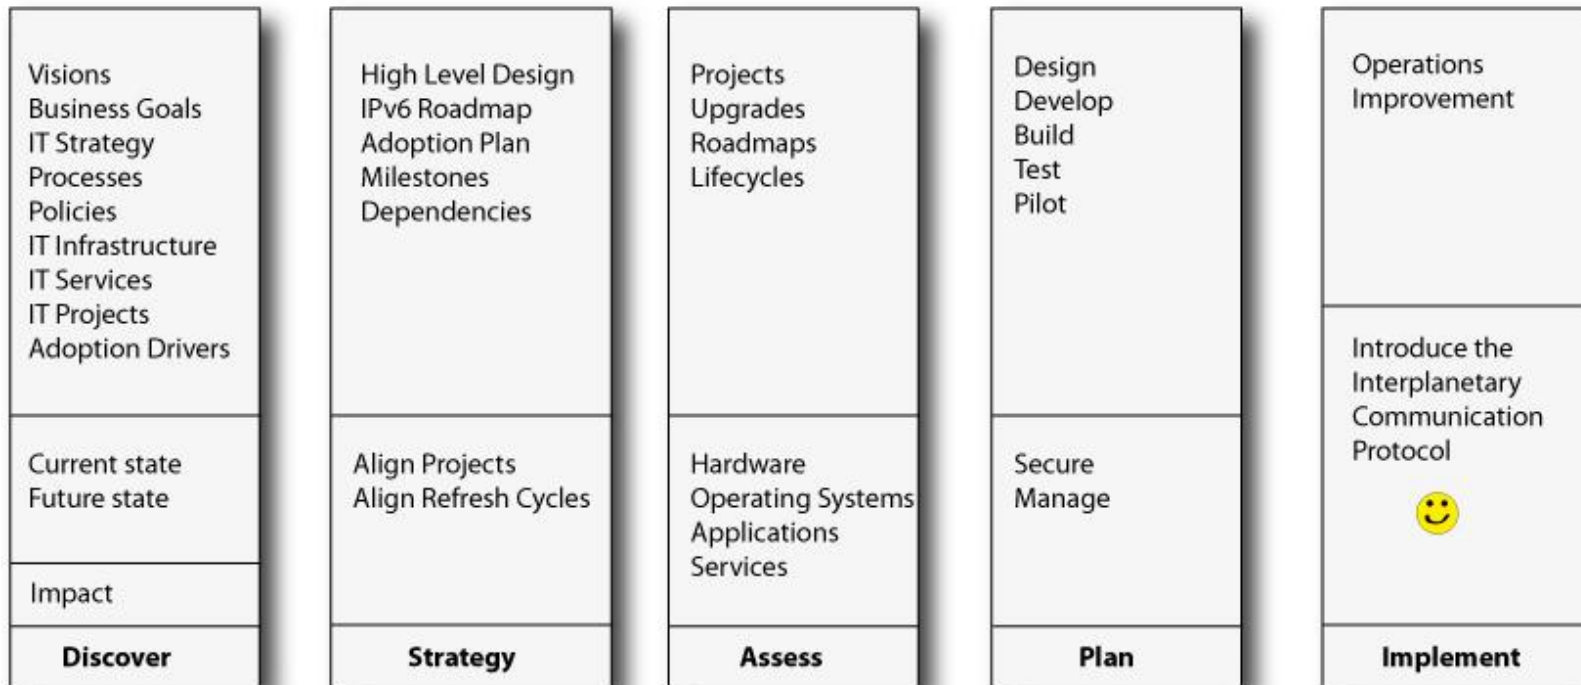 Visions
Business Goals
IT Strategy
Processes
Policies
IT Infrastructure
IT Services
IT Projects
Adoption Drivers
Current state
Future state
Impact
Discover
High Level Design
IPv6 Roadmap
Adoption Plan
Milestones
Dependencies
Align Projects
Align Refresh Cycles
Strategy
Projects
Upgrades
Roadmaps
Lifecycles
Hardware
Operating Systems
Applications
Services
Assess
Design
Develop
Build
Test
Pilot
Secure
Manage
Plan
Operations
Improvement
Introduce the
Interplanetary
Communication
Protocol
Implement